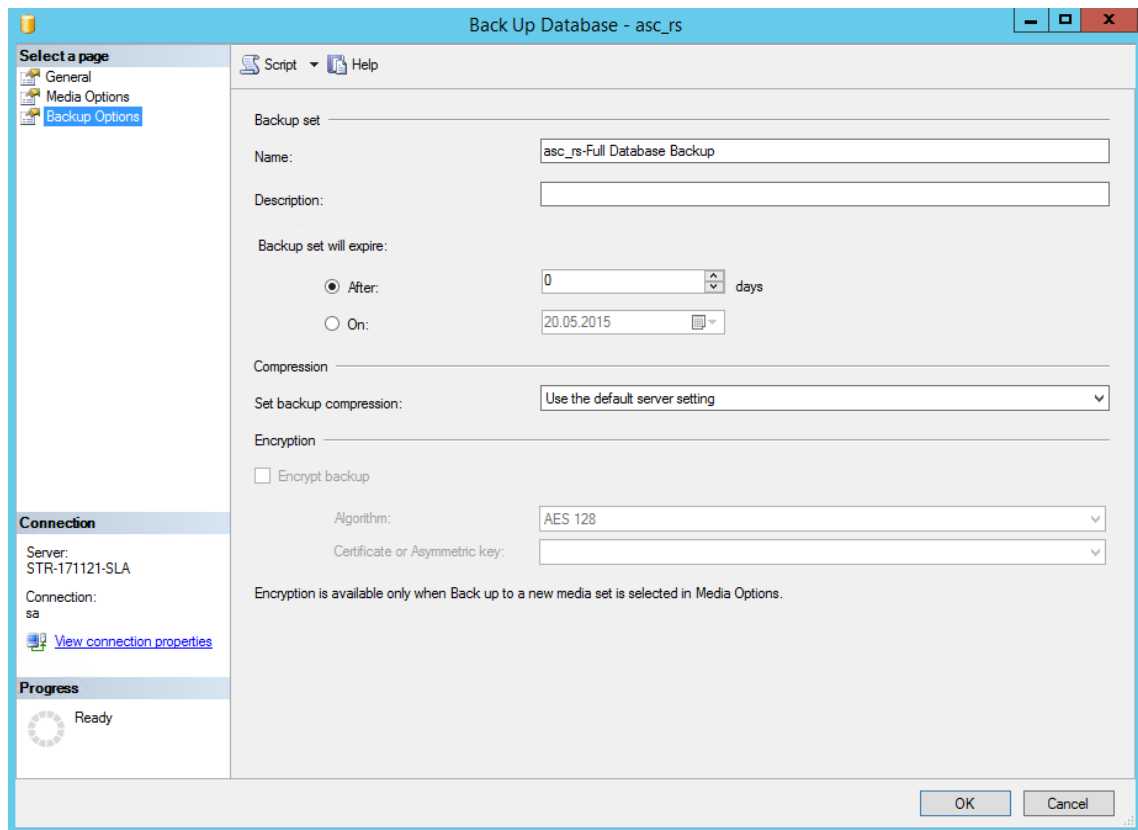 Back Up Database - asc_rs
Select a page
General
Media Options
Backup Options
Script
Help
Backup set
Name:
asc_rs-Full Database Backup
Description:
Backup set will expire:
After:
0
days
On:
20.05.2015
Compression
Set backup compression:
Use the default server setting
Encryption
Encrypt backup
Algorithm:
AES 128
Certificate or Asymmetric key:
Encryption is available only when Back up to a new media set is selected in Media Options.
Connection
Server:
STR-171121-SLA
Connection:
sa
View connection properties
Progress
Ready
OK
Cancel